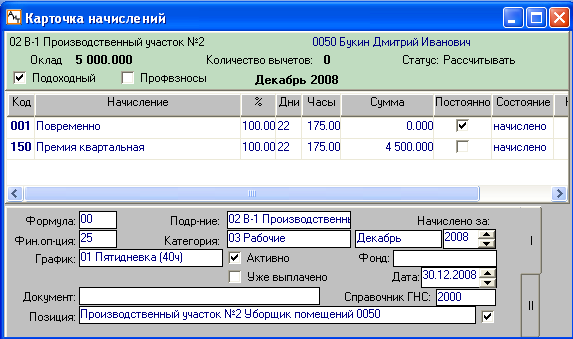 Карточка начислений
02 В-1 Производственный участок №2 0050 Букин Дмитрий Иванович
Оклад 5 000.000 Количество вычетов: 0 Статус: Рассчитывать
Подоходный Профвзносы Декабрь 2008
Код Начисление % Дни Часы Сумма Постоянно Состояние
001 Повременно 100.00 22 175.00 0.000 начислено
150 Премия квартальная 100.00 22 175.00 4 500.000 начислено
Формула: 00 Подр-ние: 02 В-1 Производственны Начислено за:
Фин.оп-ция: 25 Категория: 03 Рабочие Декабрь 2008
График: 01 Пятидневка (40ч) Активно Фонд:
Уже выплачено Дата: 30.12.2008
Документ: Справочник ГНС: 2000
Позиция: Производственный участок №2 Уборщик помещений 0050
I
II